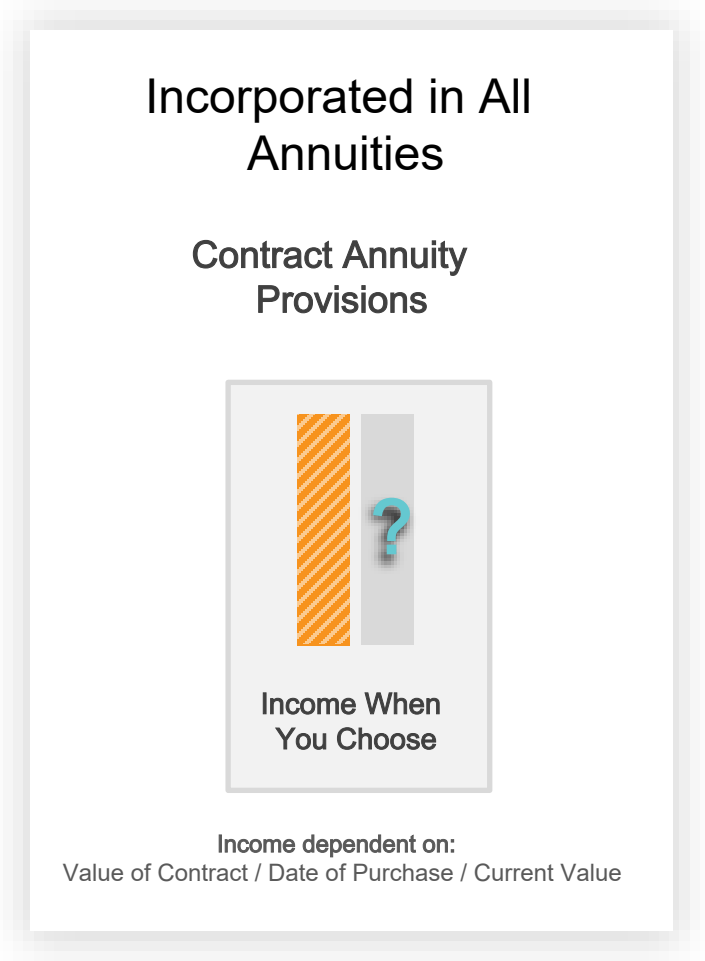 Incorporated in All
Annuities
Contract Annuity
Provisions
?
Income When
You Choose
Income dependent on:
Value of Contract / Date of Purchase / Current Value